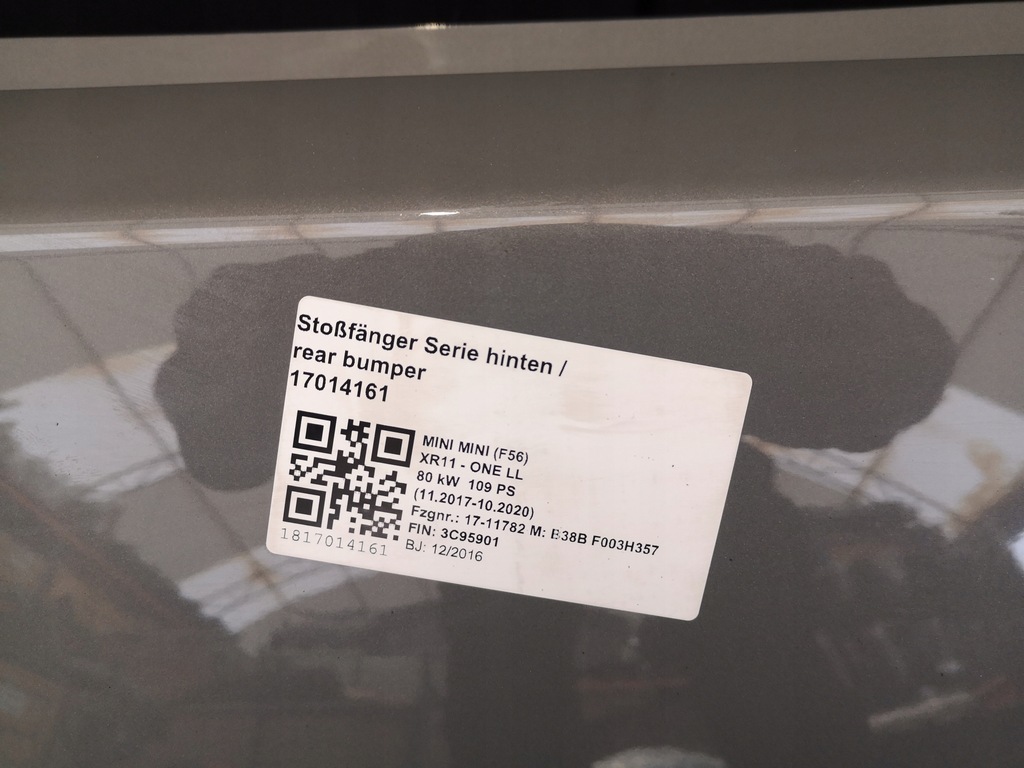 Stoßfänger Serie hinten /
rear bumper
17014161
MINI MINI (F56)
XR11 - ONE LL
80 kW 109 PS
(11.2017-10.2020)
Fzgnr.: 17-11782 M: B38B F003H357
FIN: 3C95901
BJ: 12/2016
1817014161